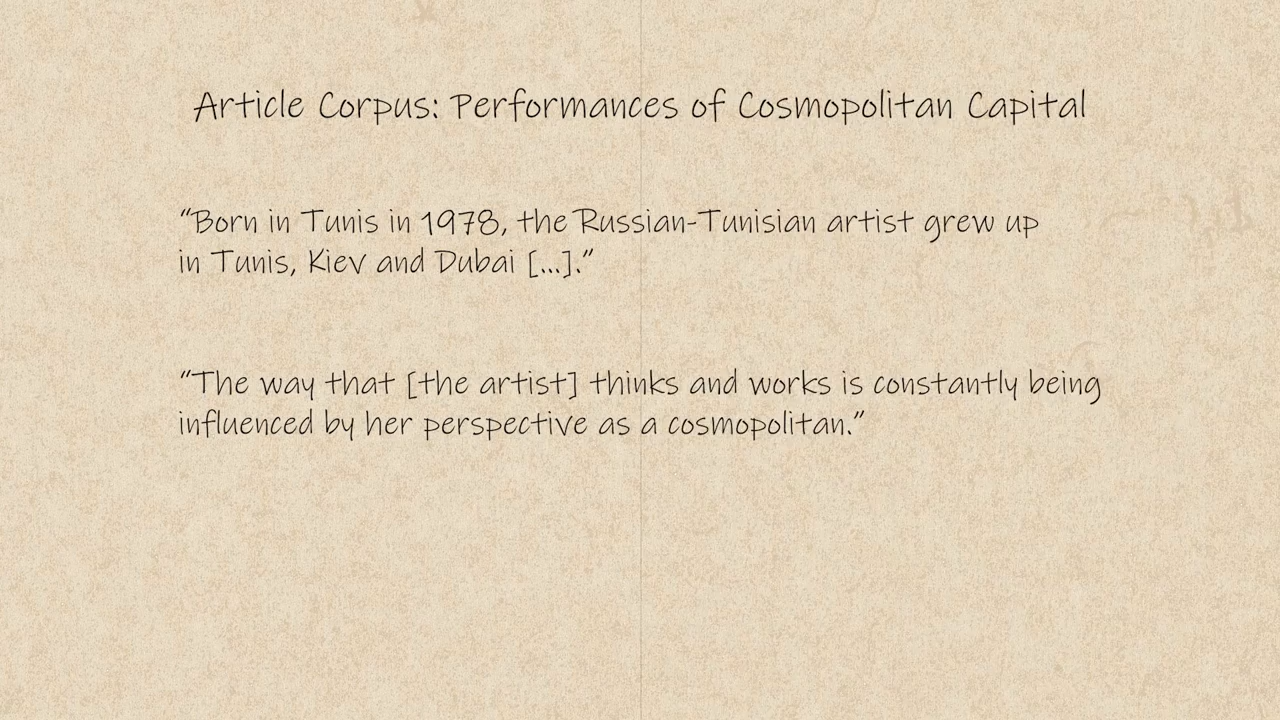 Article Corpus: Performances of Cosmopolitan Capital
“Born in Tunis in 1978, the Russian-Tunisian artist grew up
in Tunis, Kiev and Dubai [...].”
“The way that [the artist] thinks and works is constantly being
influenced by her perspective as a cosmopolitan.”